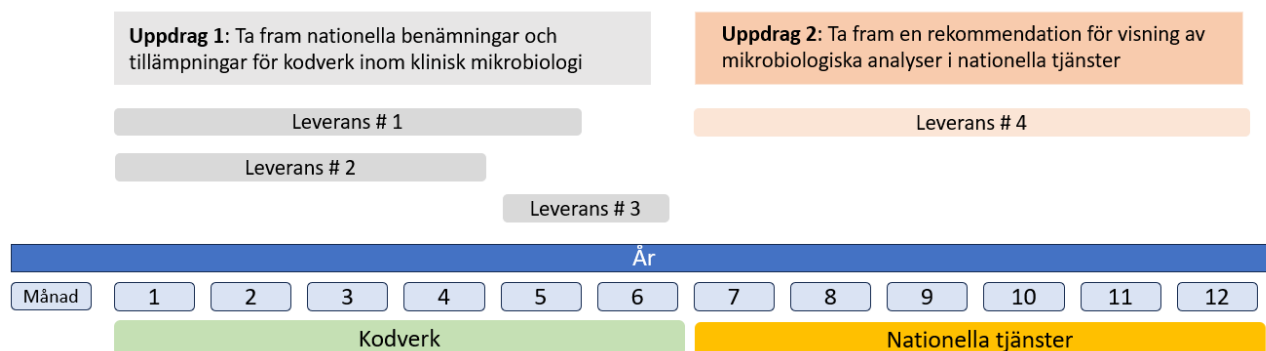 Uppdrag 1: Ta fram nationella benämningar och
tillämpningar för kodverk inom klinisk mikrobiologi
Uppdrag 2: Ta fram en rekommendation för visning av
mikrobiologiska analyser i nationella tjänster
Leverans # 1
Leverans # 4
Leverans # 2
Leverans # 3
År
Månad 1 2 3 4 5 6 7 8 9 10 11 12
Kodverk
Nationella tjänster